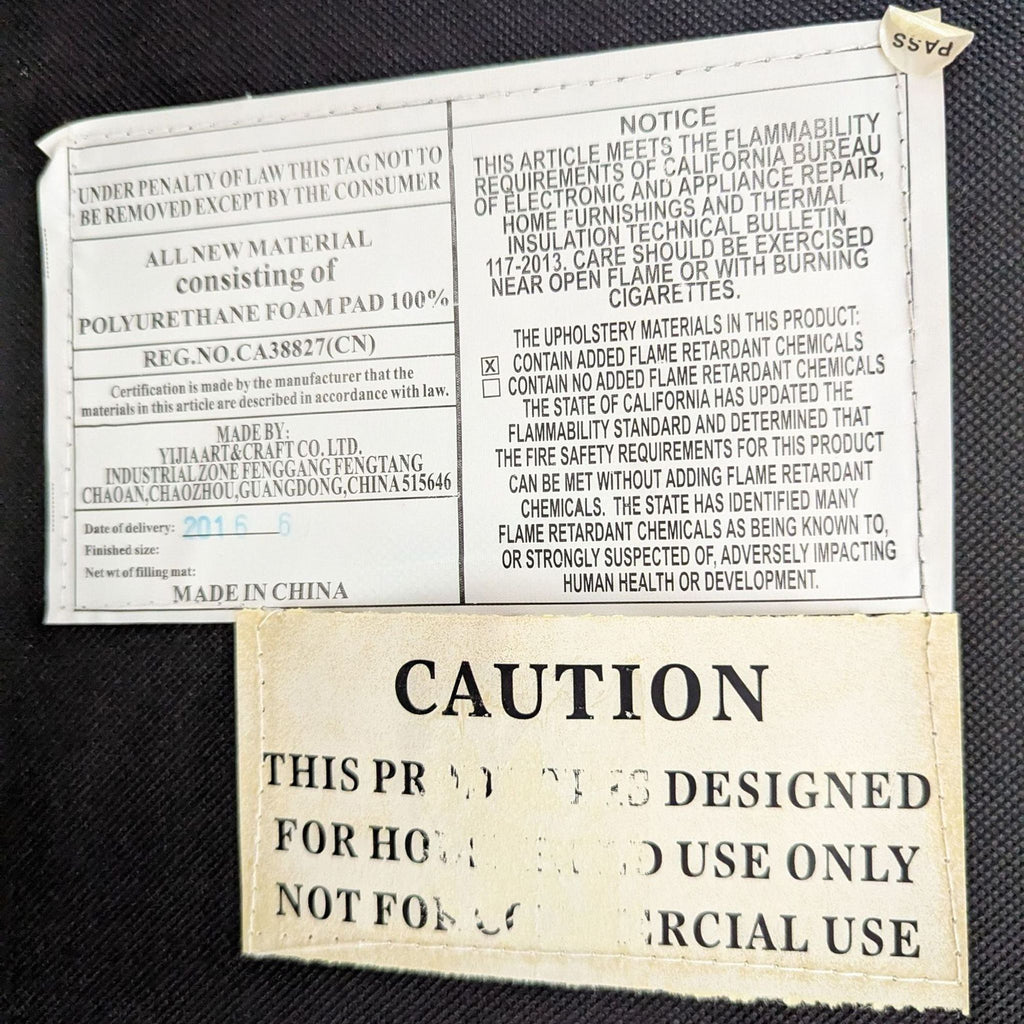 PASS
UNDER PENALTY OF LAW THIS TAG NOT TO
BE REMOVED EXCEPT BY THE CONSUMER
ALL NEW MATERIAL
consisting of
POLYURETHANE FOAM PAD 100%
REG.NO.CA38827(CN)
Certification is made by the manufacturer that the
materials in this article are described in accordance with law.
MADE BY:
YIJIAART&CRAFT CO. LTD.
INDUSTRIALZONE FENGGANG FENGTANG
CHAOAN,CHAOZHOU,GUANGDONG,CHINA 515646
Date of delivery: 2016 6
Finished size:
Net wt of filling mat:
MADE IN CHINA
NOTICE
THIS ARTICLE MEETS THE FLAMMABILITY
REQUIREMENTS OF CALIFORNIA BUREAU
OF ELECTRONIC AND APPLIANCE REPAIR,
HOME FURNISHINGS AND THERMAL
INSULATION TECHNICAL BULLETIN
117-2013. CARE SHOULD BE EXERCISED
NEAR OPEN FLAME OR WITH BURNING
CIGARETTES.
THE UPHOLSTERY MATERIALS IN THIS PRODUCT:
X CONTAIN ADDED FLAME RETARDANT CHEMICALS
CONTAIN NO ADDED FLAME RETARDANT CHEMICALS
THE STATE OF CALIFORNIA HAS UPDATED THE
FLAMMABILITY STANDARD AND DETERMINED THAT
THE FIRE SAFETY REQUIREMENTS FOR THIS PRODUCT
CAN BE MET WITHOUT ADDING FLAME RETARDANT
CHEMICALS. THE STATE HAS IDENTIFIED MANY
FLAME RETARDANT CHEMICALS AS BEING KNOWN TO,
OR STRONGLY SUSPECTED OF, ADVERSELY IMPACTING
HUMAN HEALTH OR DEVELOPMENT.
CAUTION
THIS DESIGNED
FOR USE ONLY
NOT FOR USE